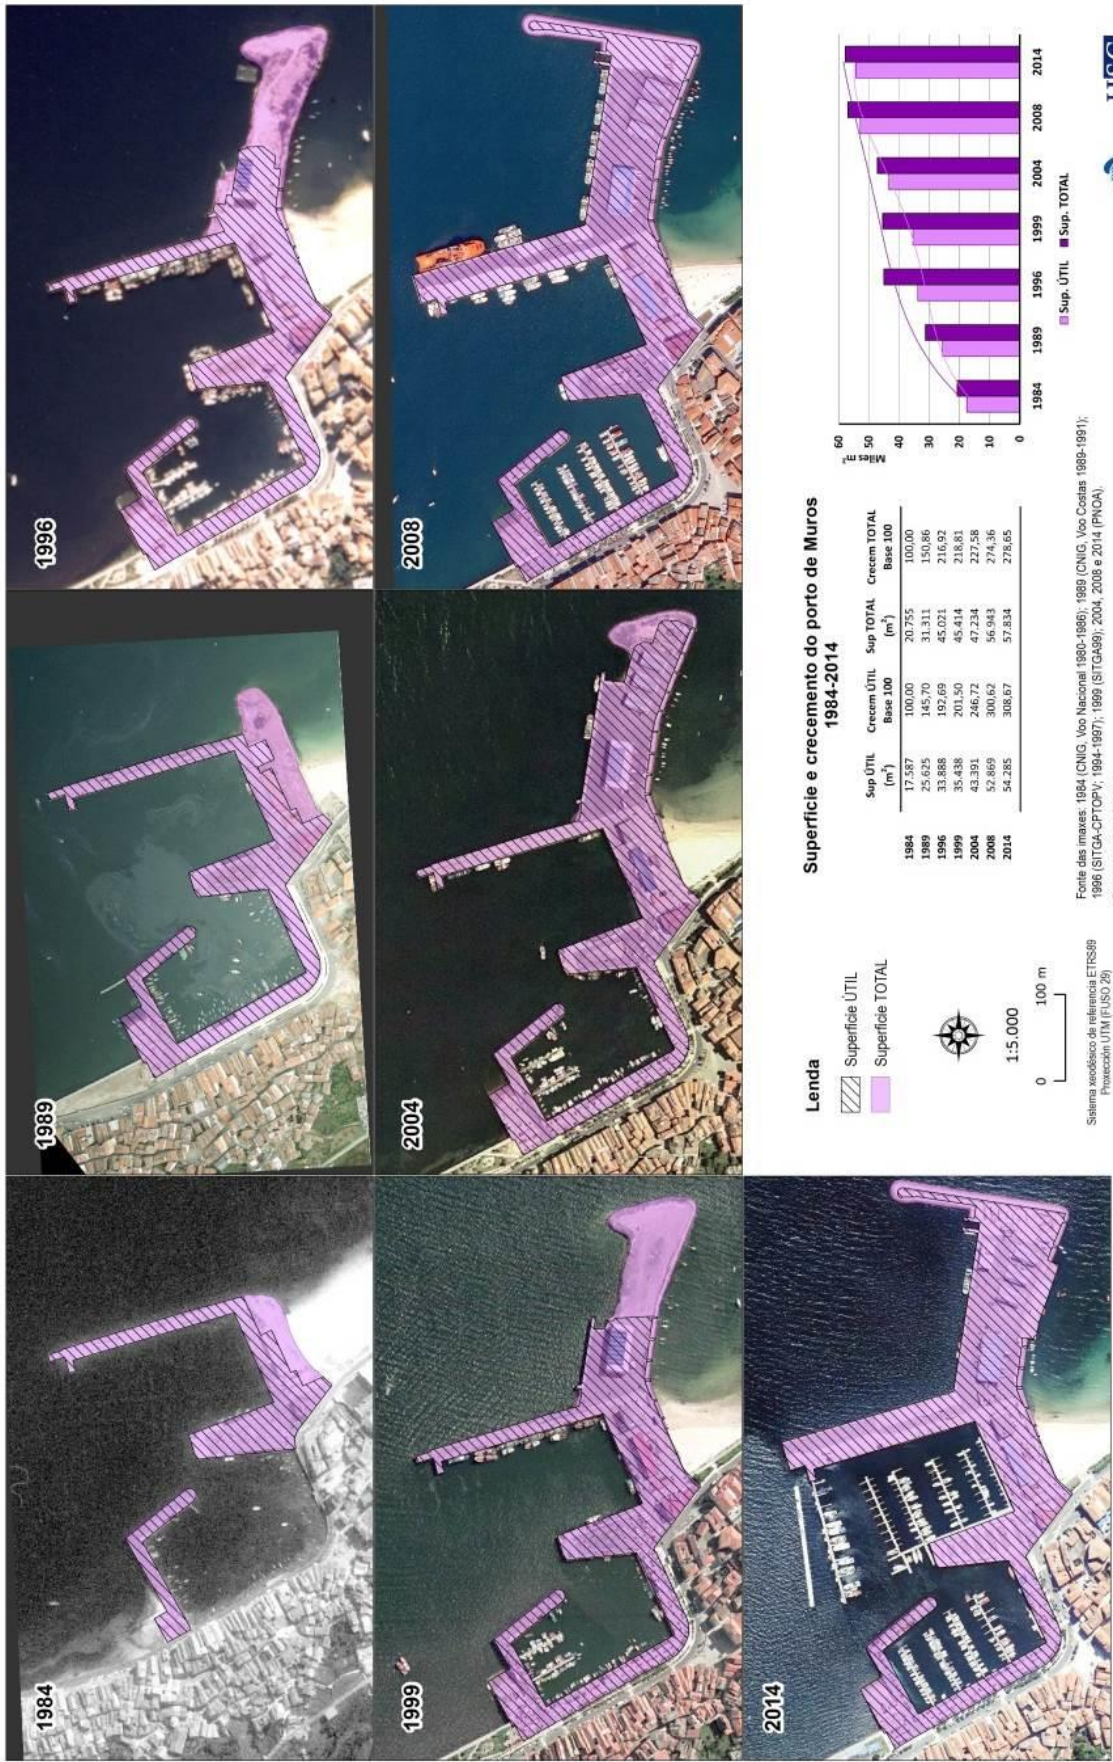 1984
1989
1996
1999
2004
2008
2014
Lenda
Superficie ÚTIL
Superficie TOTAL
1:5.000
0 100 m
Sistema xeodésico de referencia ETRS89
Proxección UTM (FUSO 29)
Superficie e crecemento do porto de Muros
1984-2014
Sup ÚTIL (m²) Crecem ÚTIL Base 100 Sup TOTAL (m²) Crecem TOTAL Base 100
1984 17.587 100,00 20.755 100,00
1989 25.625 145,70 31.311 150,86
1996 33.888 192,69 45.021 216,92
1999 35.438 201,50 45.414 218,81
2004 43.391 246,72 47.234 227,58
2008 52.869 300,62 56.943 274,36
2014 54.285 308,67 57.834 278,65
Fonte das imaxes: 1984 (CNIG, Voo Nacional 1980-1986); 1989 (CNIG, Voo Costas 1989-1991);
1996 (SITGA-CPTOPV; 1994-1997); 1999 (SITGA99); 2004, 2008 e 2014 (PNOA).
Miles m²
60
50
40
30
20
10
0
1984 1989 1996 1999 2004 2008 2014
Sup. ÚTIL Sup. TOTAL